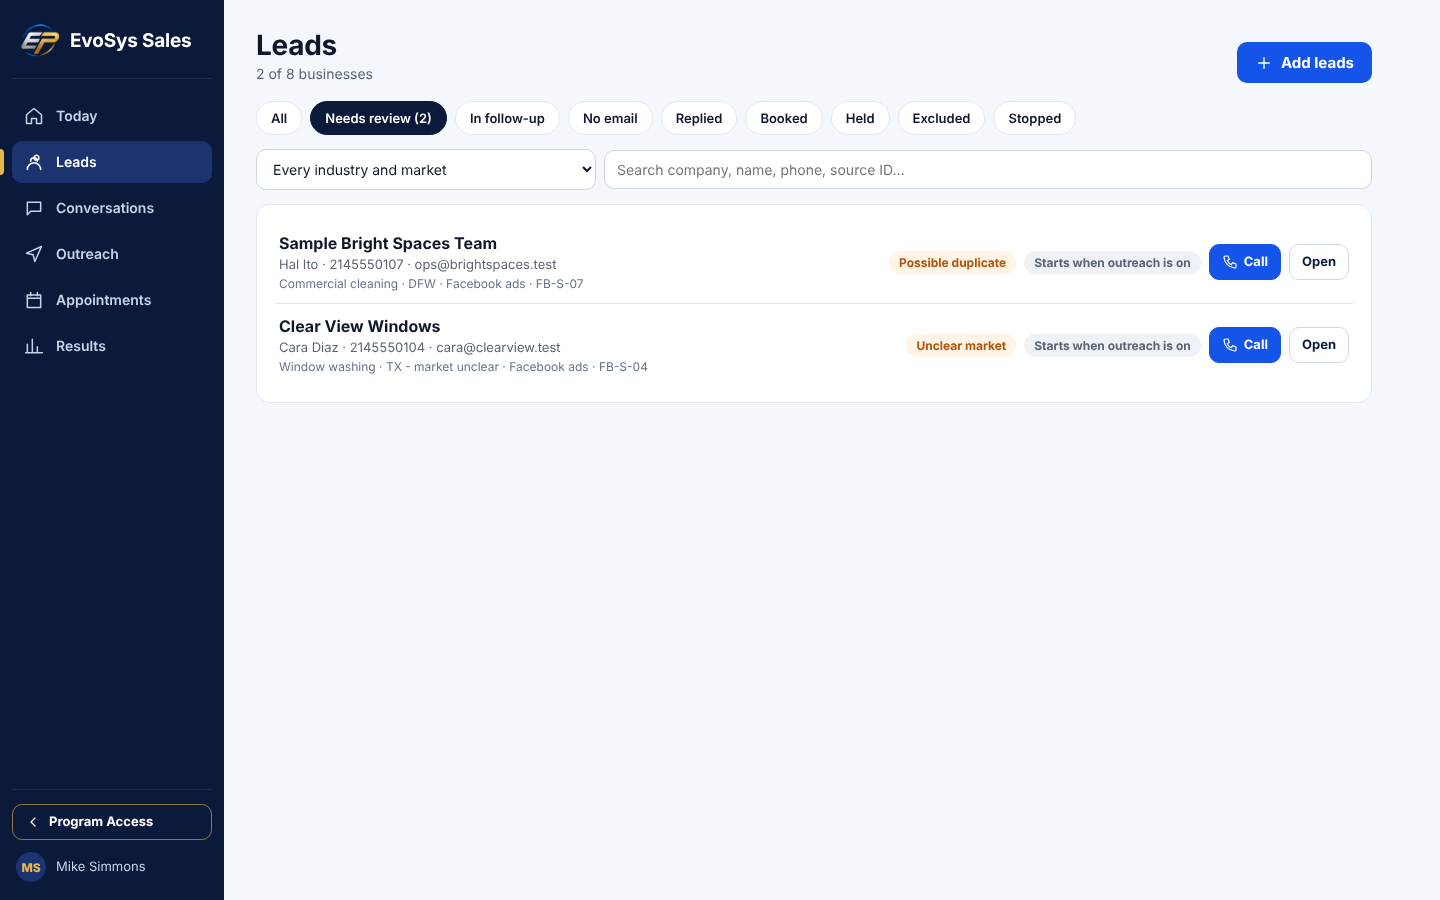 EP EvoSys Sales
Today
Leads
Conversations
Outreach
Appointments
Results
Program Access
MS Mike Simmons
Leads
2 of 8 businesses
Add leads
All Needs review (2) In follow-up No email Replied Booked Held Excluded Stopped
Every industry and market Search company, name, phone, source ID...
Sample Bright Spaces Team
Hal Ito · 2145550107 · ops@brightspaces.test
Commercial cleaning · DFW · Facebook ads · FB-S-07
Possible duplicate Starts when outreach is on Call Open
Clear View Windows
Cara Diaz · 2145550104 · cara@clearview.test
Window washing · TX - market unclear · Facebook ads · FB-S-04
Unclear market Starts when outreach is on Call Open